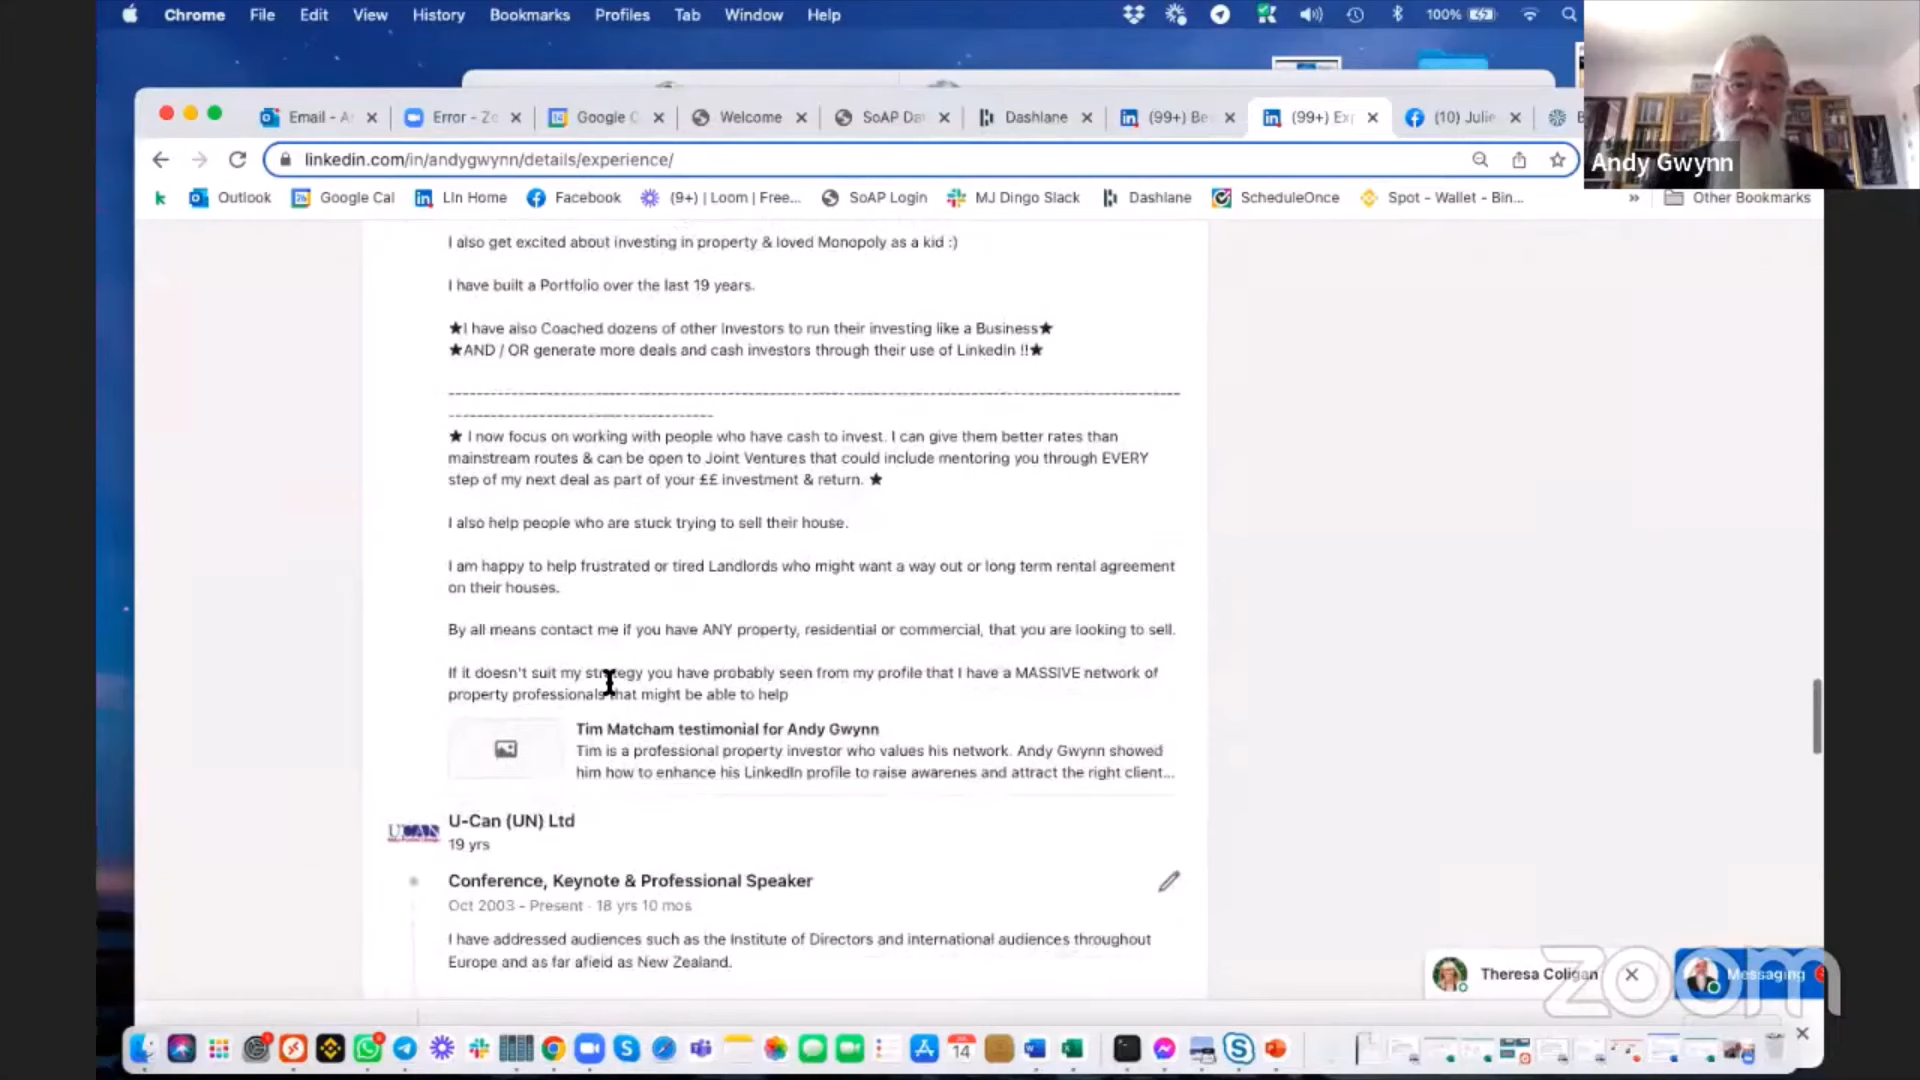 Chrome File Edit View History Bookmarks Profiles Tab Window Help
100%
Email - A
Error - Zo
Google C
Welcome
SoAP Da
Dashlane
(99+) Be
(99+) Exp
(10) Julie
linkedin.com/in/andygwynn/details/experience/
Andy Gwynn
Outlook
Google Cal
LIn Home
Facebook
(9+) | Loom | Free...
SoAP Login
MJ Dingo Slack
Dashlane
ScheduleOnce
Spot - Wallet - Bin...
»
Other Bookmarks
I also get excited about investing in property & loved Monopoly as a kid :)
I have built a Portfolio over the last 19 years.
★I have also Coached dozens of other Investors to run their investing like a Business★
★AND / OR generate more deals and cash investors through their use of LinkedIn !!★
★ I now focus on working with people who have cash to invest. I can give them better rates than
mainstream routes & can be open to Joint Ventures that could include mentoring you through EVERY
step of my next deal as part of your ££ investment & return. ★
I also help people who are stuck trying to sell their house.
I am happy to help frustrated or tired Landlords who might want a way out or long term rental agreement
on their houses.
By all means contact me if you have ANY property, residential or commercial, that you are looking to sell.
If it doesn't suit my strategy you have probably seen from my profile that I have a MASSIVE network of
property professionals that might be able to help
Tim Matcham testimonial for Andy Gwynn
Tim is a professional property investor who values his network. Andy Gwynn showed
him how to enhance his LinkedIn profile to raise awarenes and attract the right client...
UCAN
U-Can (UN) Ltd
19 yrs
Conference, Keynote & Professional Speaker
Oct 2003 - Present · 18 yrs 10 mos
I have addressed audiences such as the Institute of Directors and international audiences throughout
Europe and as far afield as New Zealand.
Theresa Coligan
Messaging
zoom
14